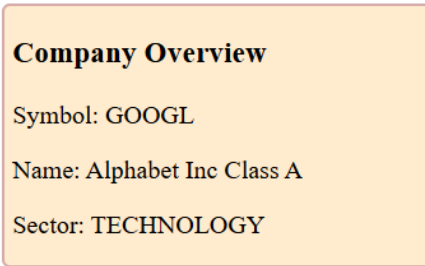 Company Overview
Symbol: GOOGL
Name: Alphabet Inc Class A
Sector: TECHNOLOGY